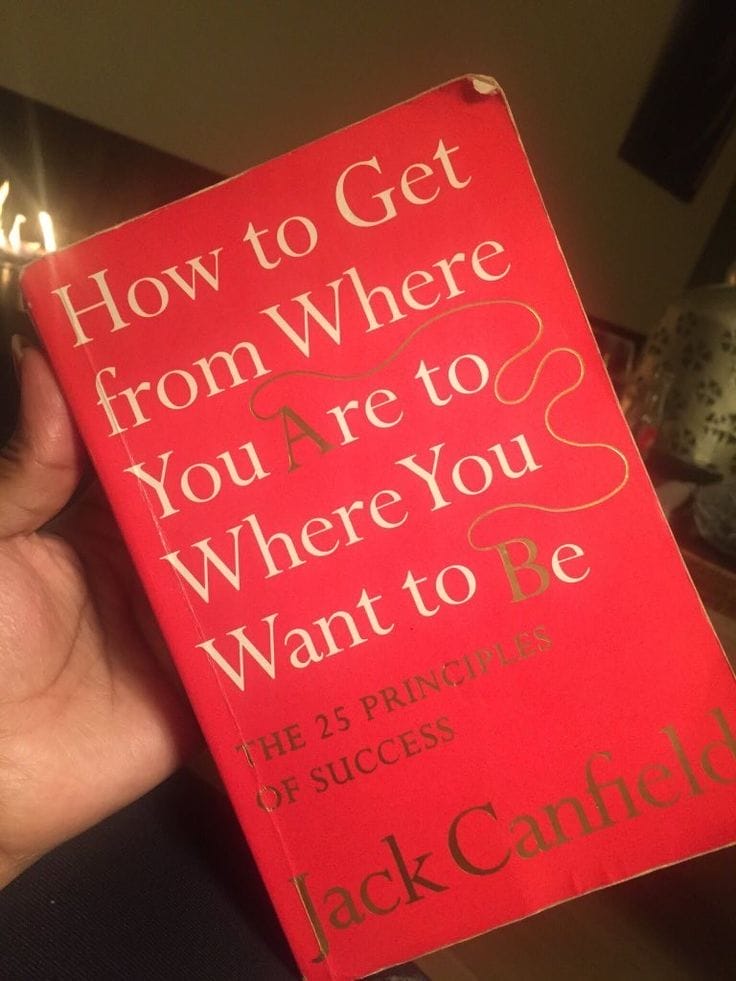 How to Get
from Where
You Are to
Where You
Want to Be
THE 25 PRINCIPLES
OF SUCCESS
Jack Canfield